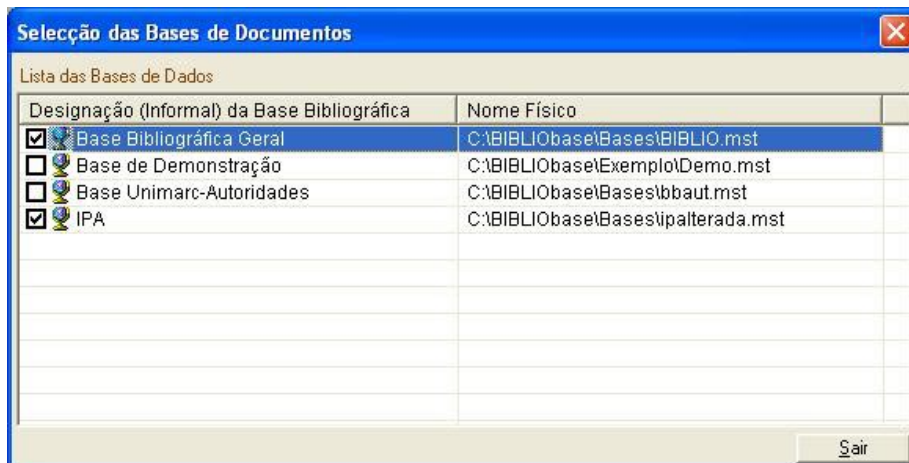 Selecção das Bases de Documentos
Lista das Bases de Dados
Designação (Informal) da Base Bibliográfica Nome Físico
Base Bibliográfica Geral C:\BIBLIObase\Bases\BIBLIO.mst
Base de Demonstração C:\BIBLIObase\Exemplo\Demo.mst
Base Unimarc-Autoridades C:\BIBLIObase\Bases\bbaut.mst
IPA C:\BIBLIObase\Bases\ipalterada.mst
Sair